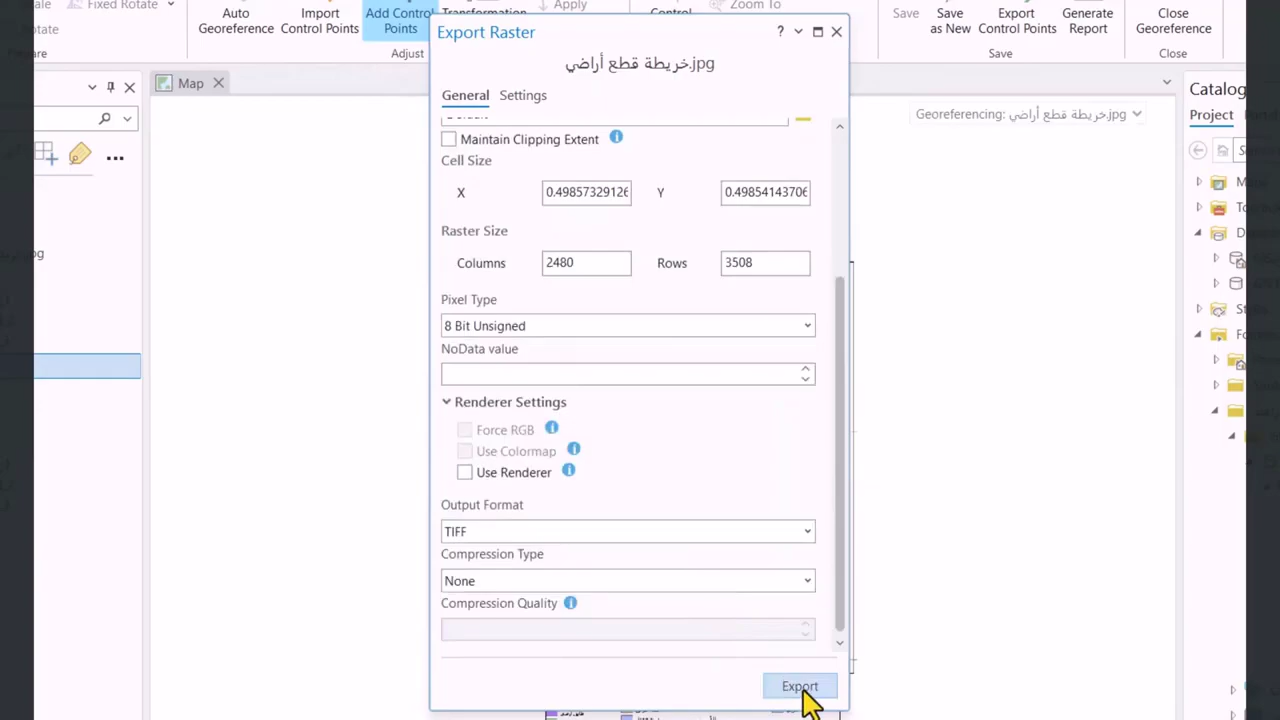 Fixed Rotate
Apply
Zoom To
Auto
Georeference
Import
Control Points
Add Control
Points
Transformation
Control
Save
Save
as New
Export
Control Points
Generate
Report
Close
Georeference
Adjust
Save
Close
Export Raster
?
خريطة قطع أراضي.jpg
General
Settings
Map
Georeferencing: خريطة قطع أراضي.jpg
Catalog
Project
Maintain Clipping Extent
Cell Size
X
0.4985732912
Y
0.4985414370
Raster Size
Columns
2480
Rows
3508
Pixel Type
8 Bit Unsigned
NoData value
Renderer Settings
Force RGB
Use Colormap
Use Renderer
Output Format
TIFF
Compression Type
None
Compression Quality
Export